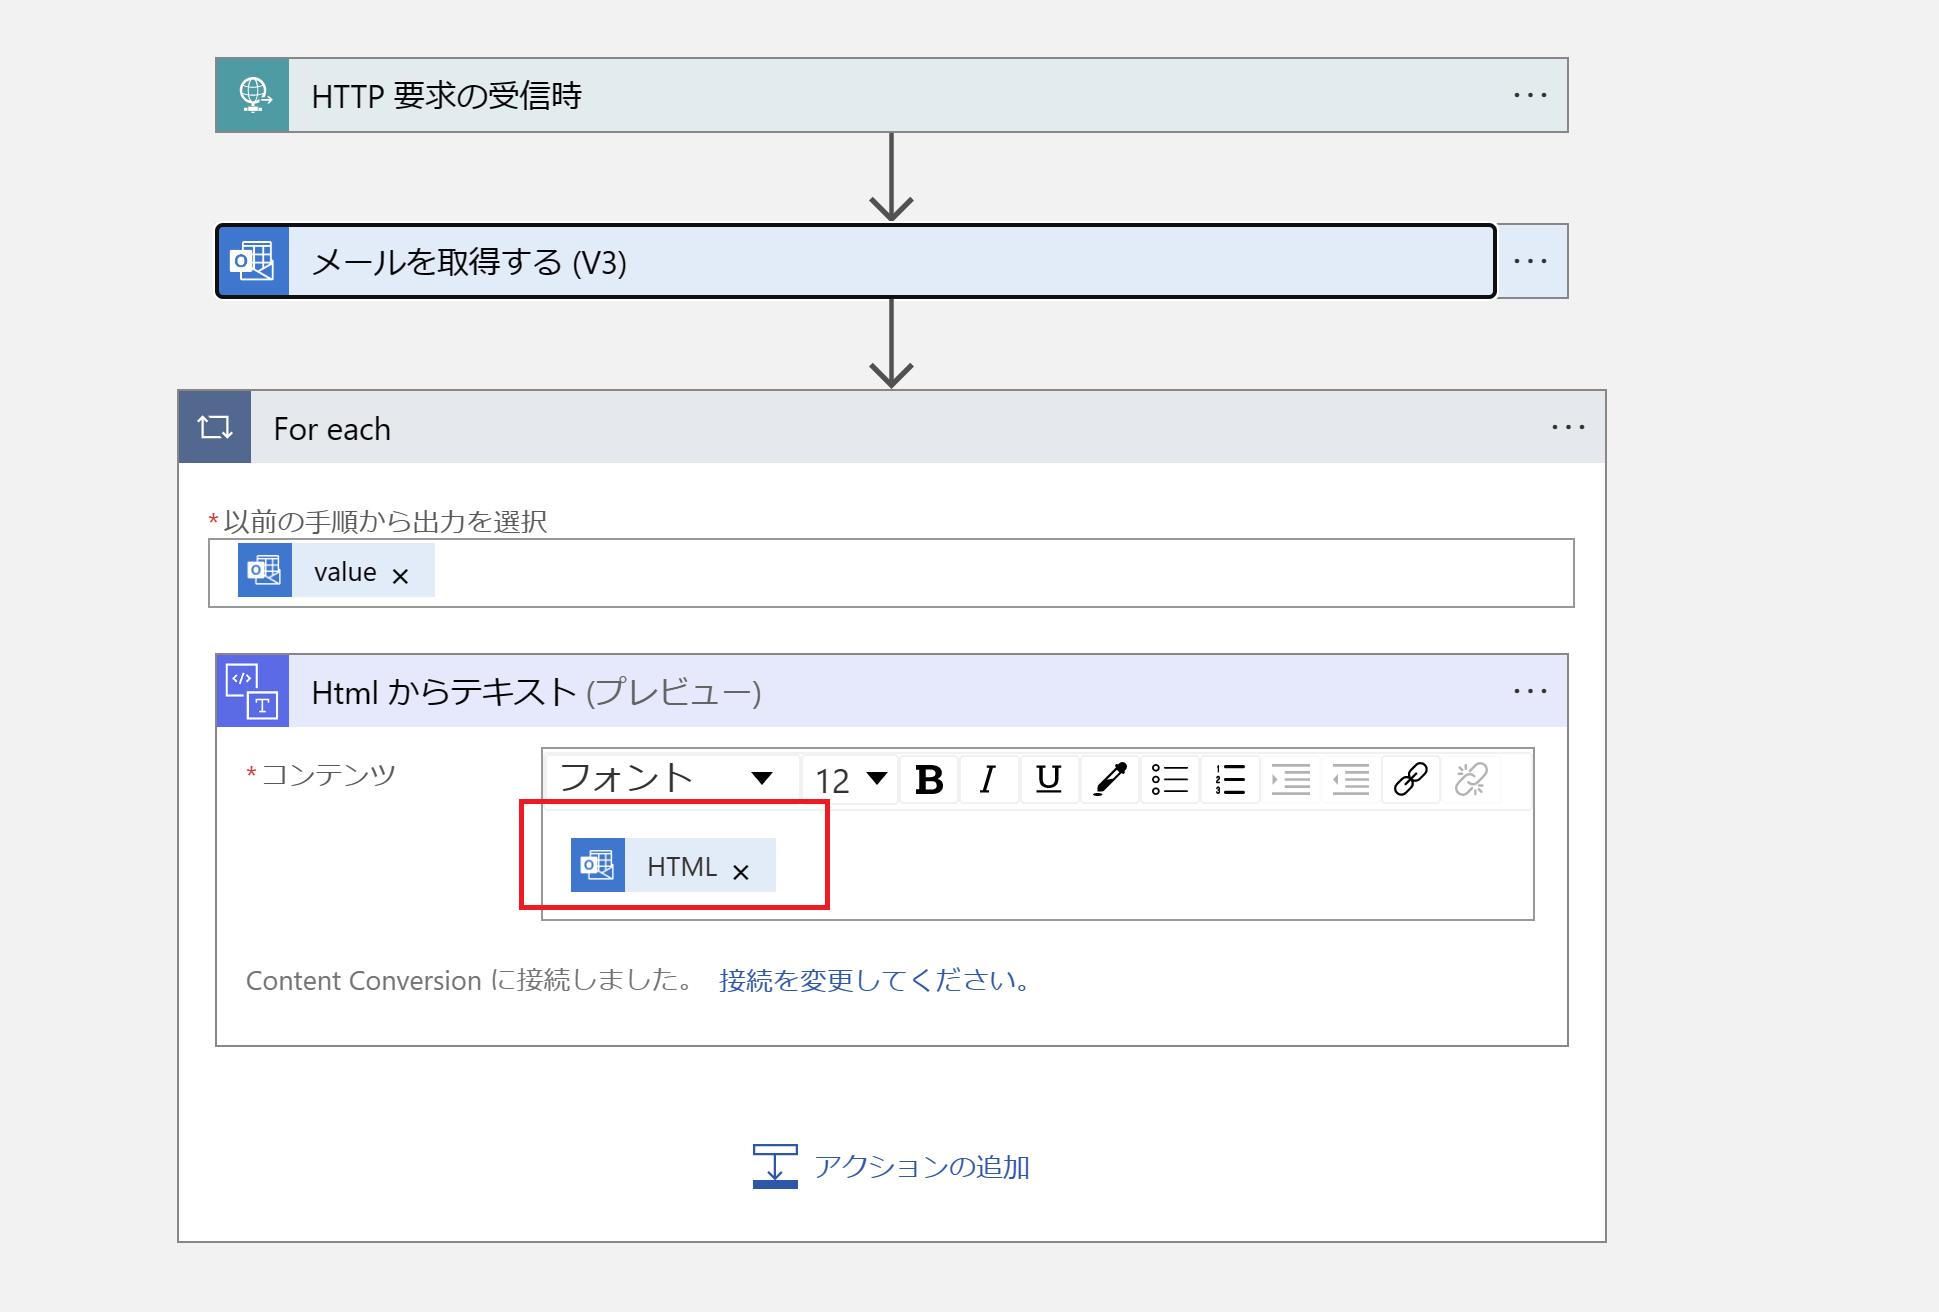 HTTP 要求の受信時
メールを取得する (V3)
For each
*以前の手順から出力を選択
value
Html からテキスト (プレビュー)
*コンテンツ
フォント 12 B I U
HTML
Content Conversion に接続しました。 接続を変更してください。
アクションの追加